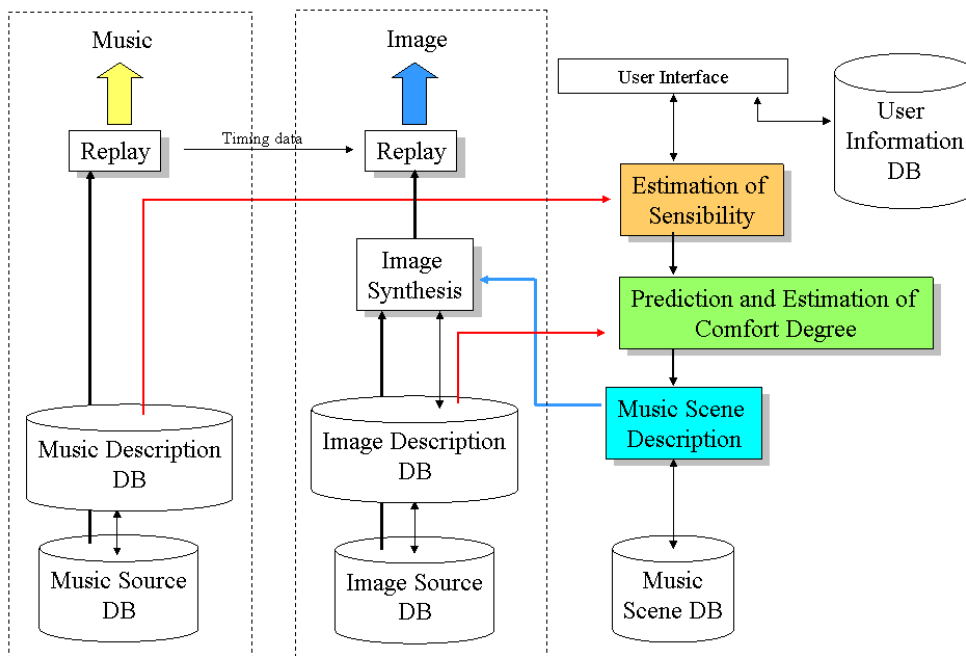 Music
Image
User Interface
User
Information
DB
Replay
Timing data
Replay
Estimation of
Sensibility
Image
Synthesis
Prediction and Estimation of
Comfort Degree
Music Description
DB
Image Description
DB
Music Scene
Description
Music Source
DB
Image Source
DB
Music
Scene DB